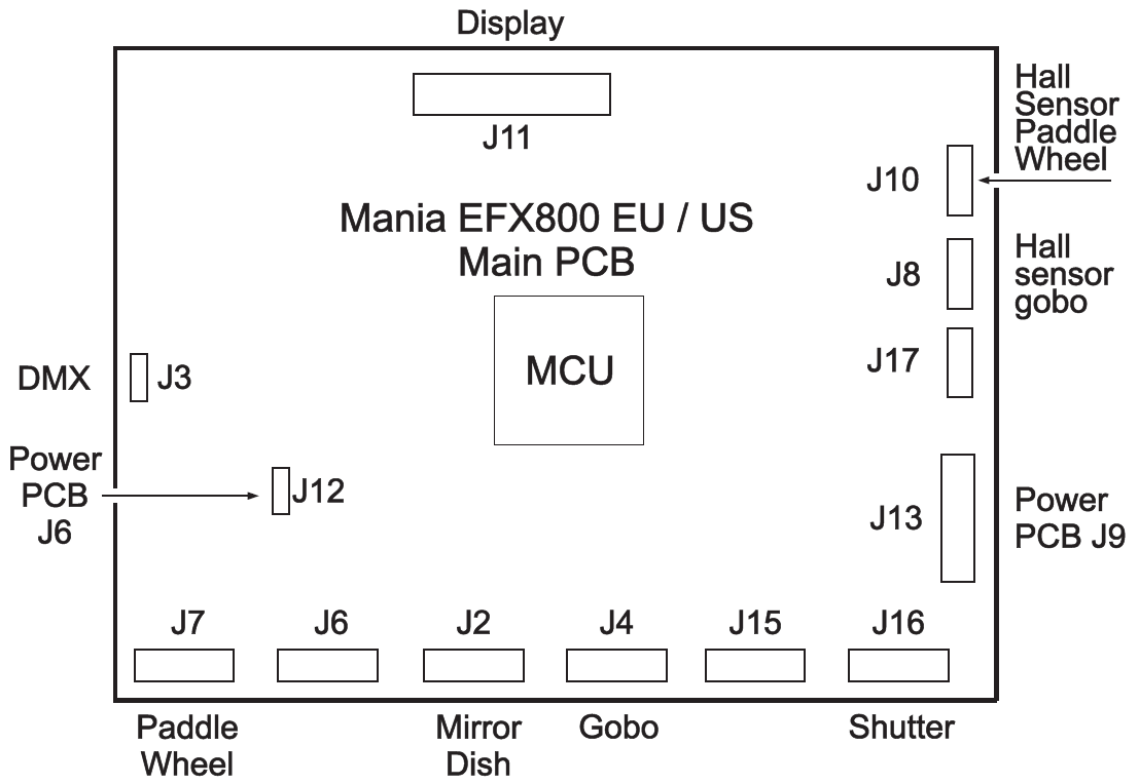 Display
J11
Hall
Sensor
Paddle
Wheel
J10
Mania EFX800 EU / US
Main PCB
J8
Hall
sensor
gobo
MCU
J17
DMX
J3
Power
PCB
J6
J12
J13
Power
PCB J9
J7
J6
J2
J4
J15
J16
Paddle
Wheel
Mirror
Dish
Gobo
Shutter